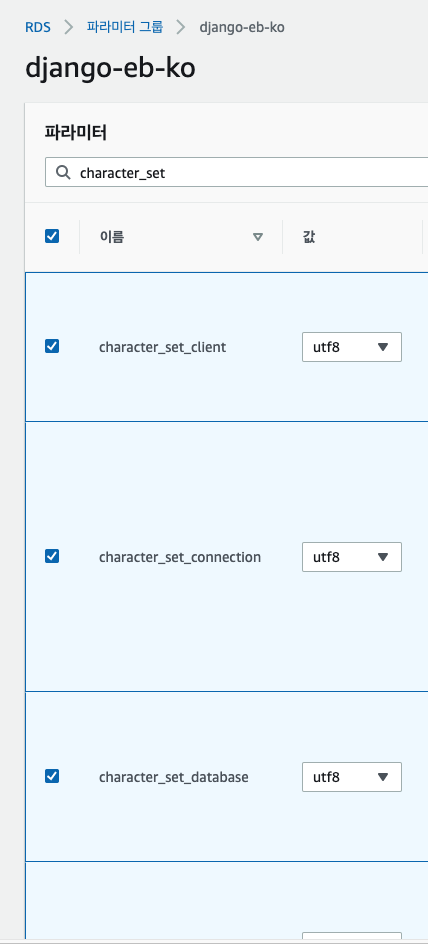 RDS 파라미터 그룹 django-eb-ko
django-eb-ko
파라미터
character_set
이름 값
character_set_client utf8
character_set_connection utf8
character_set_database utf8